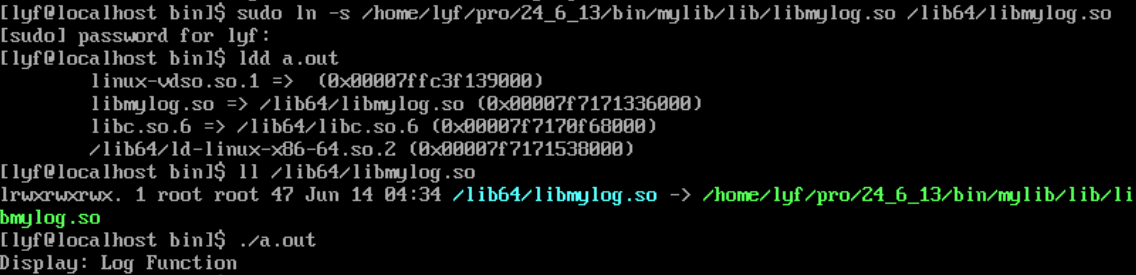 [lyf@localhost bin]$ sudo ln -s /home/lyf/pro/24_6_13/bin/mylib/lib/libmylog.so /lib64/libmylog.so
[sudo] password for lyf:
[lyf@localhost bin]$ ldd a.out
linux-vdso.so.1 =>  (0x00007ffc3f139000)
libmylog.so => /lib64/libmylog.so (0x00007f7171336000)
libc.so.6 => /lib64/libc.so.6 (0x00007f7170f68000)
/lib64/ld-linux-x86-64.so.2 (0x00007f7171538000)
[lyf@localhost bin]$ ll /lib64/libmylog.so
lrwxrwxrwx. 1 root root 47 Jun 14 04:34 /lib64/libmylog.so -> /home/lyf/pro/24_6_13/bin/mylib/lib/li
bmylog.so
[lyf@localhost bin]$ ./a.out
Display: Log Function